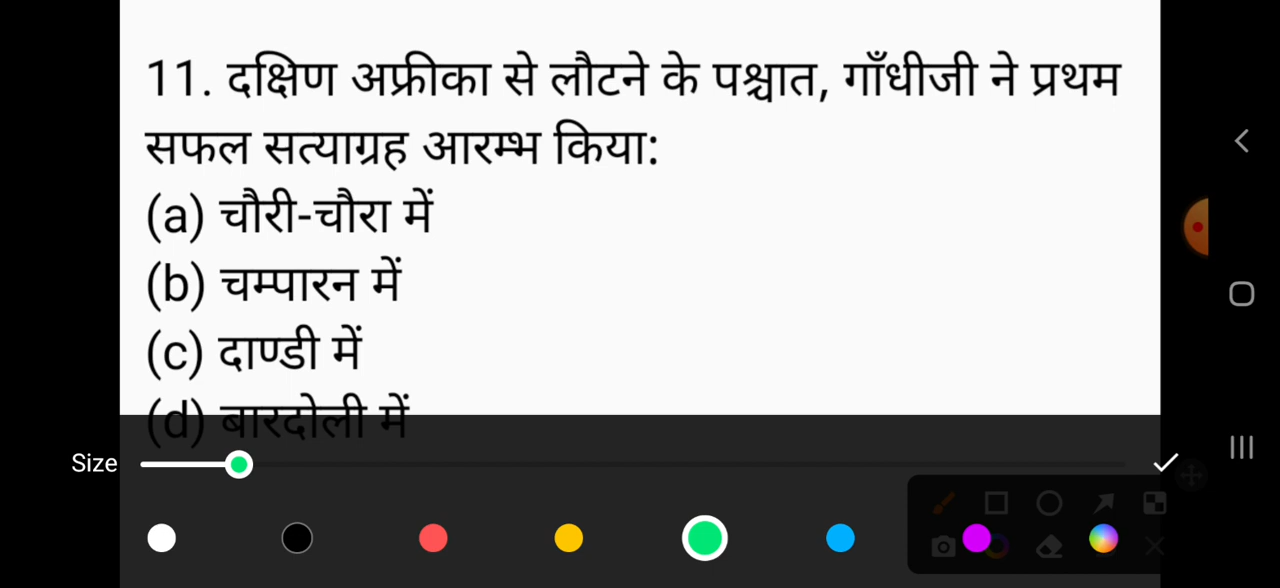 11. दक्षिण अफ्रीका से लौटने के पश्चात, गाँधीजी ने प्रथम
सफल सत्याग्रह आरम्भ किया:
(a) चौरी-चौरा में
(b) चम्पारन में
(c) दाण्डी में
(d) बारदोली में
Size